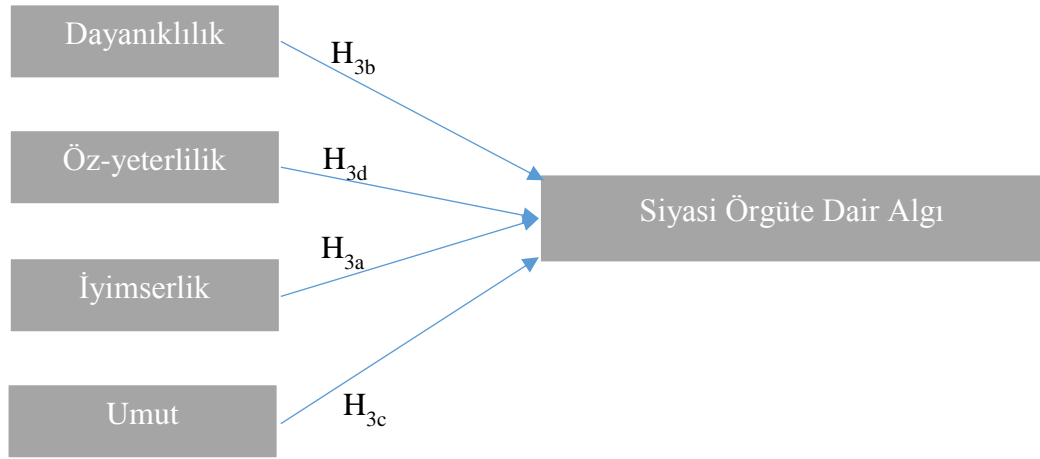 Dayanıklılık
H3b
Öz-yeterlilik
H3d
Siyasi Örgüte Dair Algı
H3a
İyimserlik
Umut
H3c